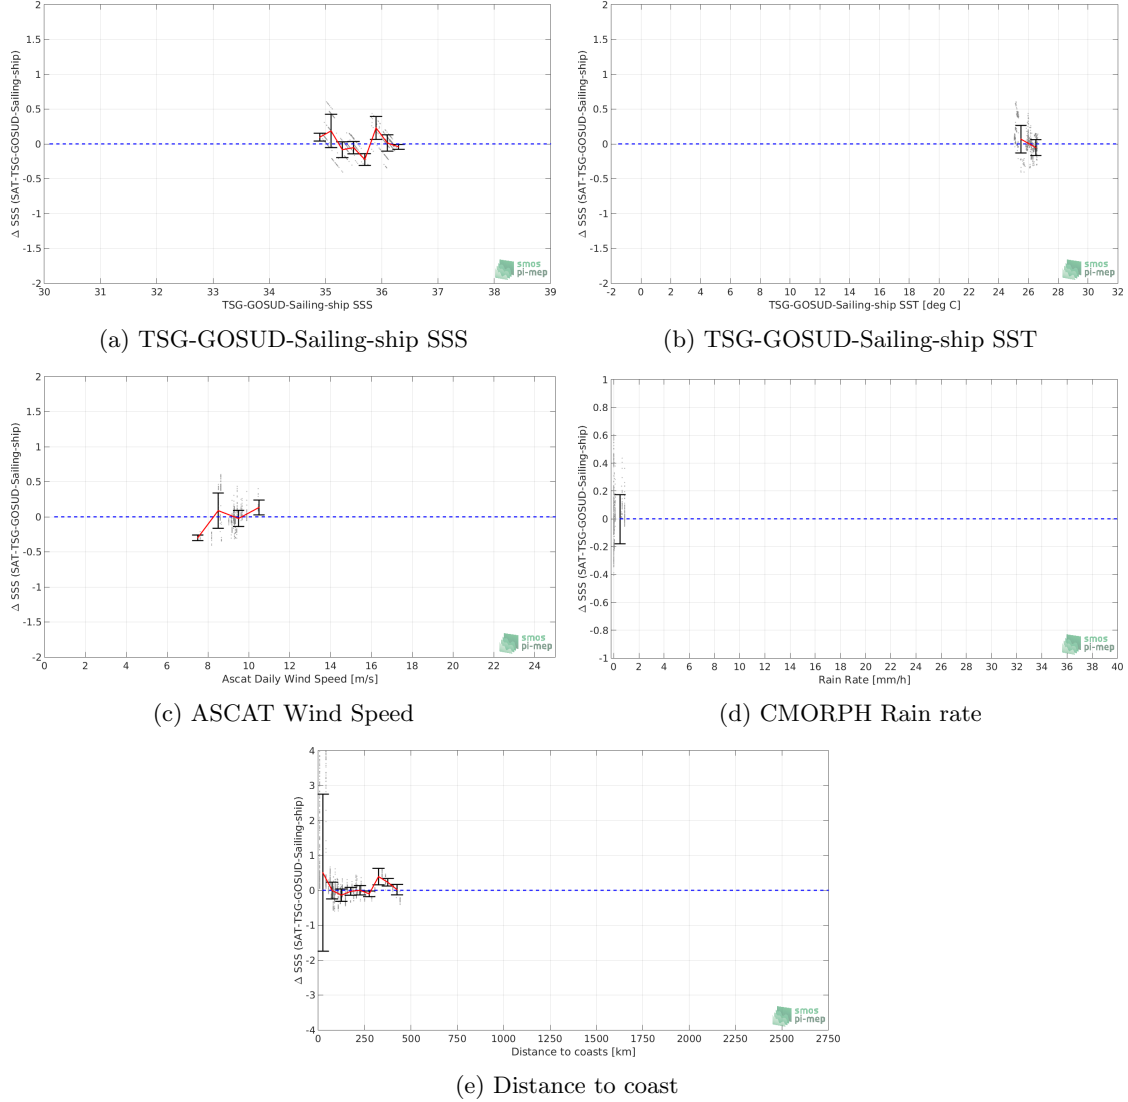 2
1.5
1
0.5
0
-0.5
-1
-1.5
-2
Δ SSS (SAT-TSG-GOSUD-Sailing-ship)
30 31 32 33 34 35 36 37 38 39
TSG-GOSUD-Sailing-ship SSS
smos
pi-mep
(a) TSG-GOSUD-Sailing-ship SSS
2
1.5
1
0.5
0
-0.5
-1
-1.5
-2
Δ SSS (SAT-TSG-GOSUD-Sailing-ship)
-2 0 2 4 6 8 10 12 14 16 18 20 22 24 26 28 30 32
TSG-GOSUD-Sailing-ship SST [deg C]
smos
pi-mep
(b) TSG-GOSUD-Sailing-ship SST
2
1.5
1
0.5
0
-0.5
-1
-1.5
-2
Δ SSS (SAT-TSG-GOSUD-Sailing-ship)
0 2 4 6 8 10 12 14 16 18 20 22 24
Ascat Daily Wind Speed [m/s]
smos
pi-mep
(c) ASCAT Wind Speed
1
0.8
0.6
0.4
0.2
0
-0.2
-0.4
-0.6
-0.8
-1
Δ SSS (SAT-TSG-GOSUD-Sailing-ship)
0 2 4 6 8 10 12 14 16 18 20 22 24 26 28 30 32 34 36 38 40
Rain Rate [mm/h]
smos
pi-mep
(d) CMORPH Rain rate
4
3
2
1
0
-1
-2
-3
-4
Δ SSS (SAT-TSG-GOSUD-Sailing-ship)
0 250 500 750 1000 1250 1500 1750 2000 2250 2500 2750
Distance to coasts [km]
smos
pi-mep
(e) Distance to coast